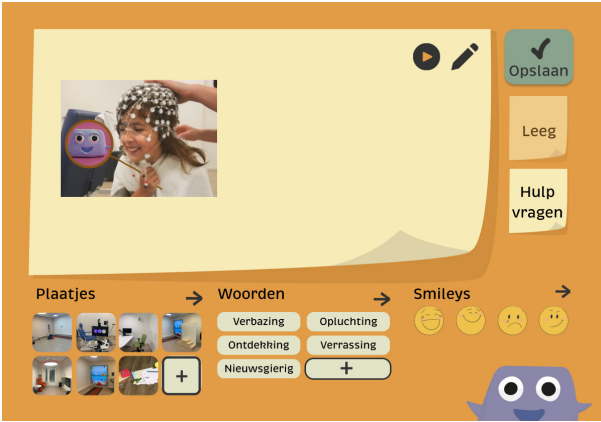 Opslaan
Leeg
Hulp
vragen
Plaatjes
Woorden
Smileys
Verbazing
Opluchting
Ontdekking
Verrassing
Nieuwsgierig
+
+